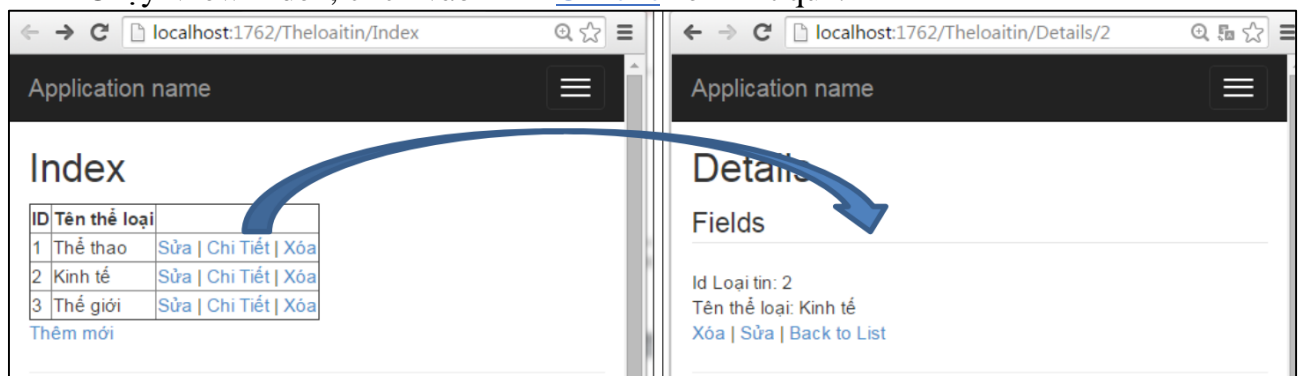 localhost:1762/Theloaitin/Index
Application name
Index
ID Tên thể loại
1 Thể thao Sửa | Chi Tiết | Xóa
2 Kinh tế Sửa | Chi Tiết | Xóa
3 Thế giới Sửa | Chi Tiết | Xóa
Thêm mới
localhost:1762/Theloaitin/Details/2
Application name
Details
Fields
Id Loại tin: 2
Tên thể loại: Kinh tế
Xóa | Sửa | Back to List